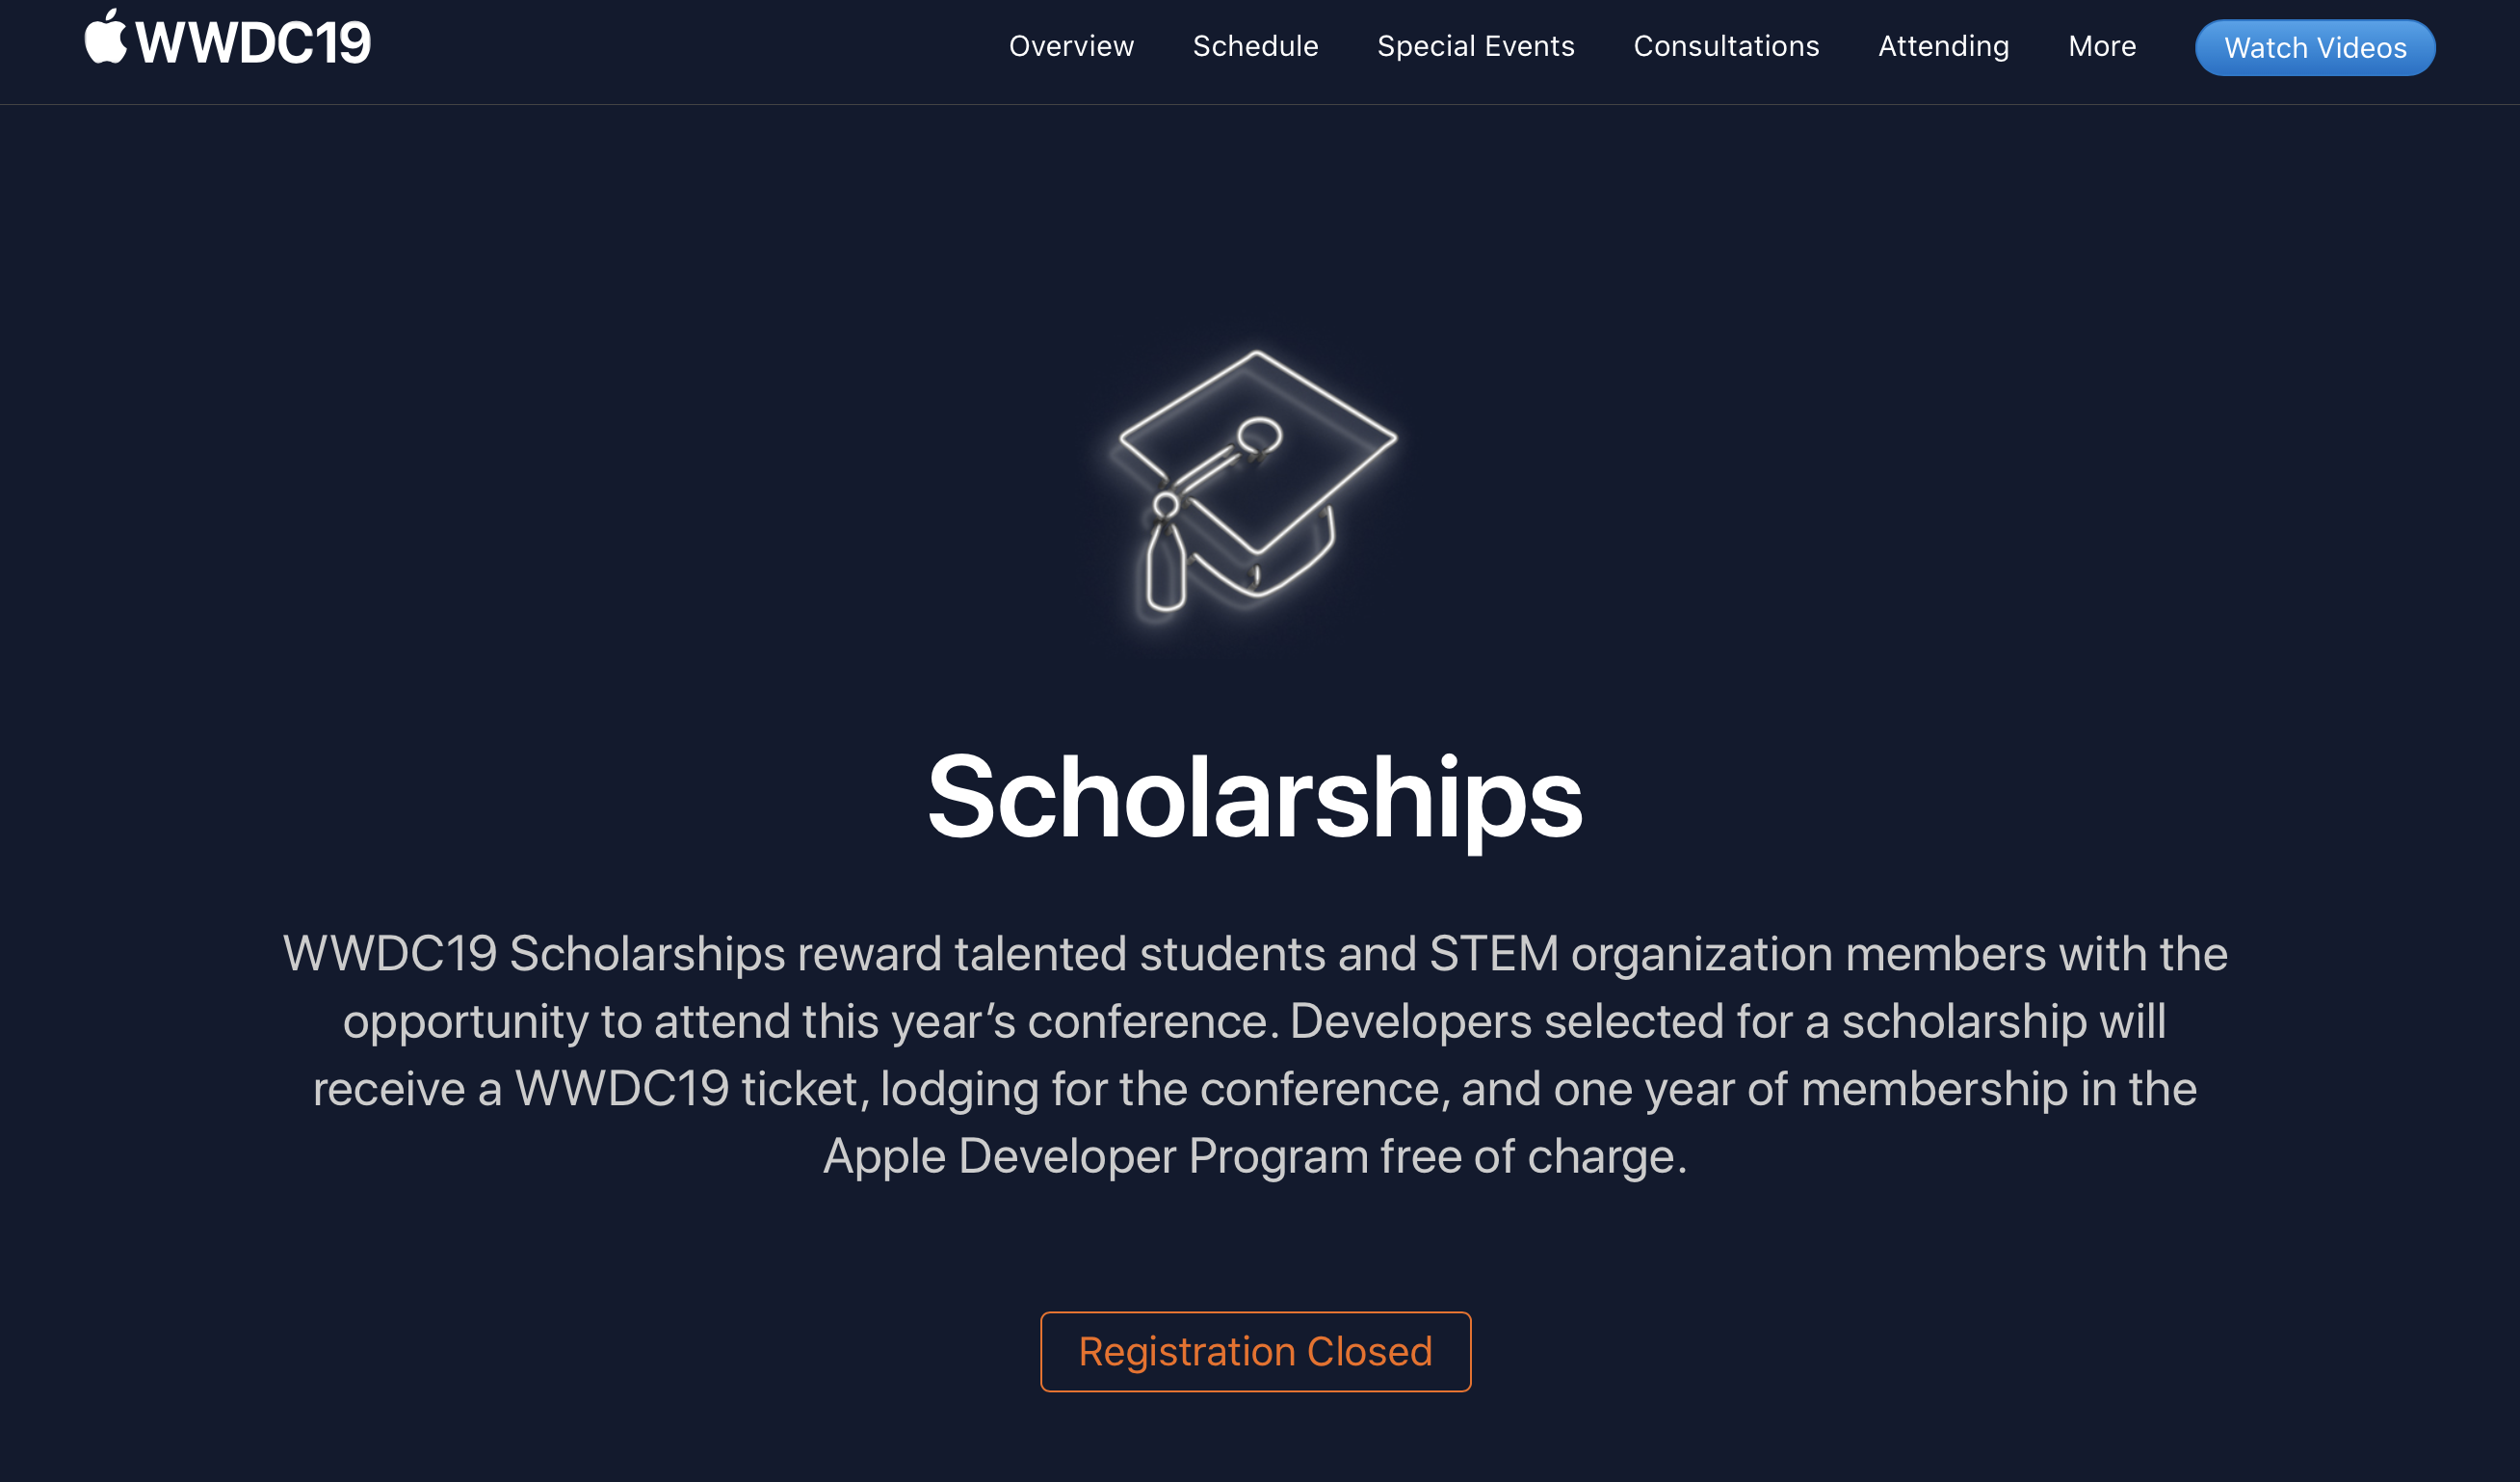 WWDC19
Overview Schedule Special Events Consultations Attending More Watch Videos
Scholarships
WWDC19 Scholarships reward talented students and STEM organization members with the
opportunity to attend this year’s conference. Developers selected for a scholarship will
receive a WWDC19 ticket, lodging for the conference, and one year of membership in the
Apple Developer Program free of charge.
Registration Closed